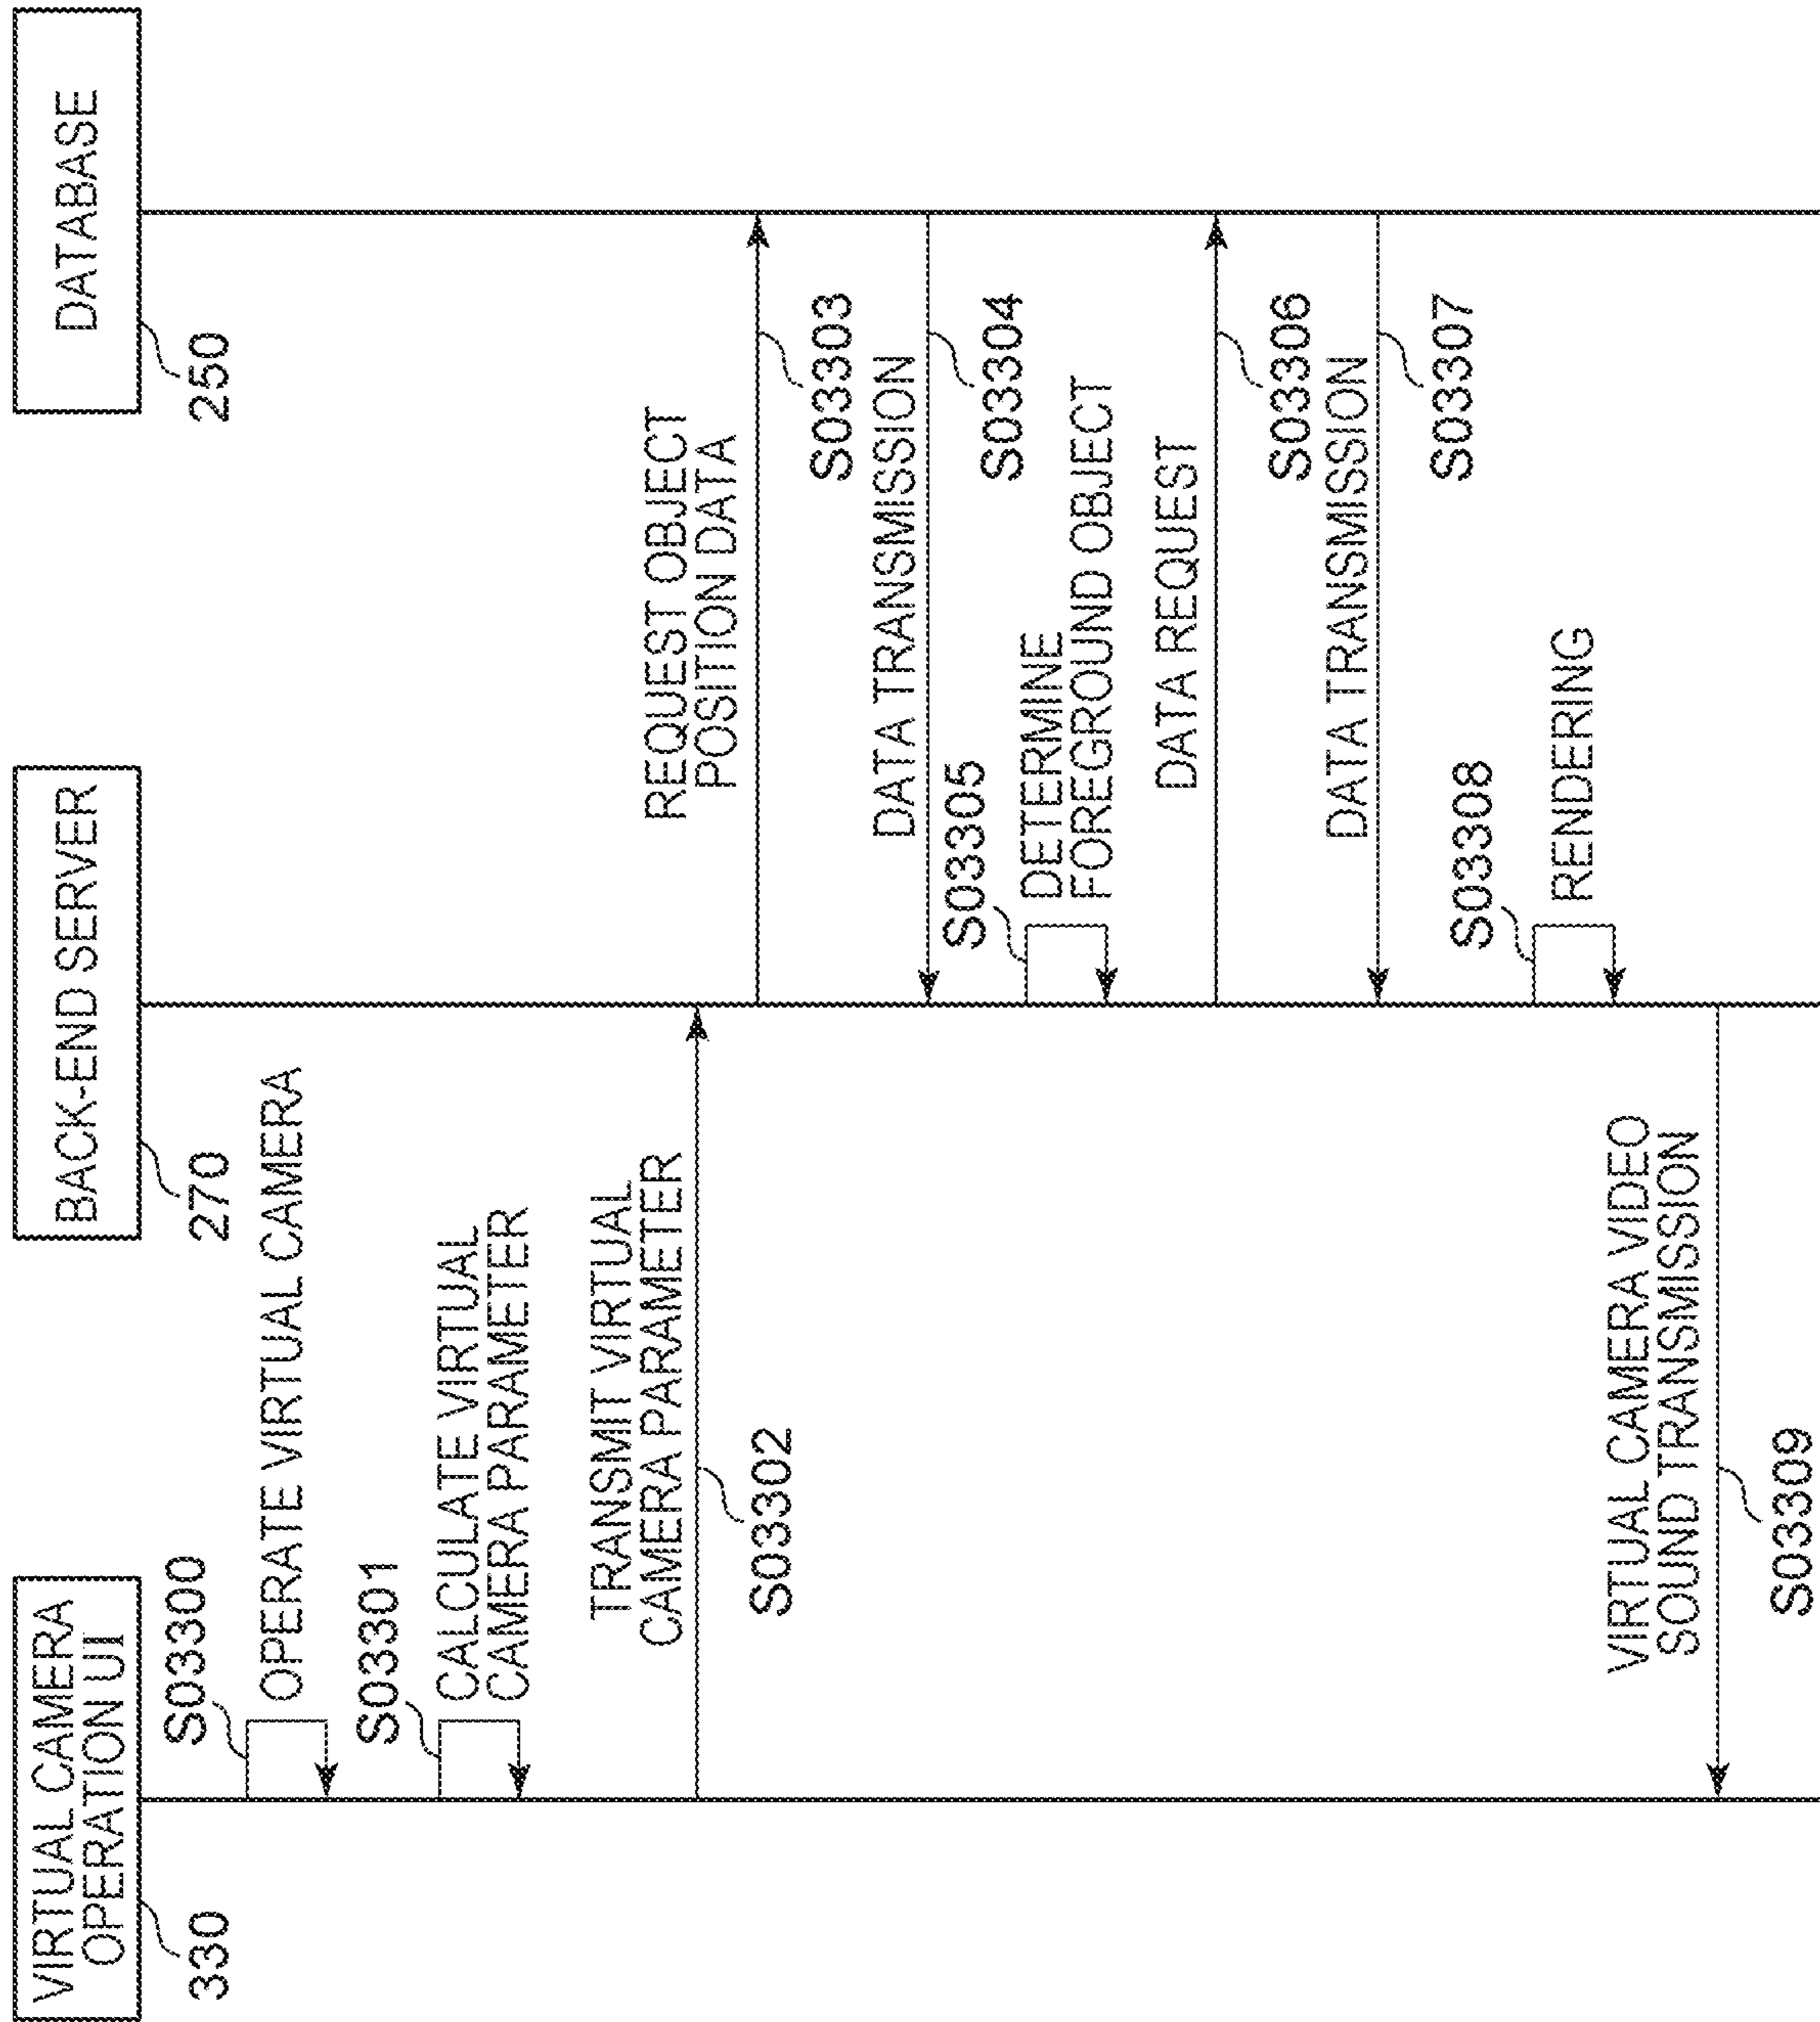 VIRTUAL CAMERA
OPERATION UI
330
BACK-END SERVER
270
DATABASE
250
S03300
OPERATE VIRTUAL CAMERA
S03301
CALCULATE VIRTUAL
CAMERA PARAMETER
TRANSMIT VIRTUAL
CAMERA PARAMETER
S03302
REQUEST OBJECT
POSITION DATA
S03303
DATA TRANSMISSION
S03304
S03305
DETERMINE
FOREGROUND OBJECT
DATA REQUEST
S03306
DATA TRANSMISSION
S03307
S03308
RENDERING
VIRTUAL CAMERA VIDEO
SOUND TRANSMISSION
S03309